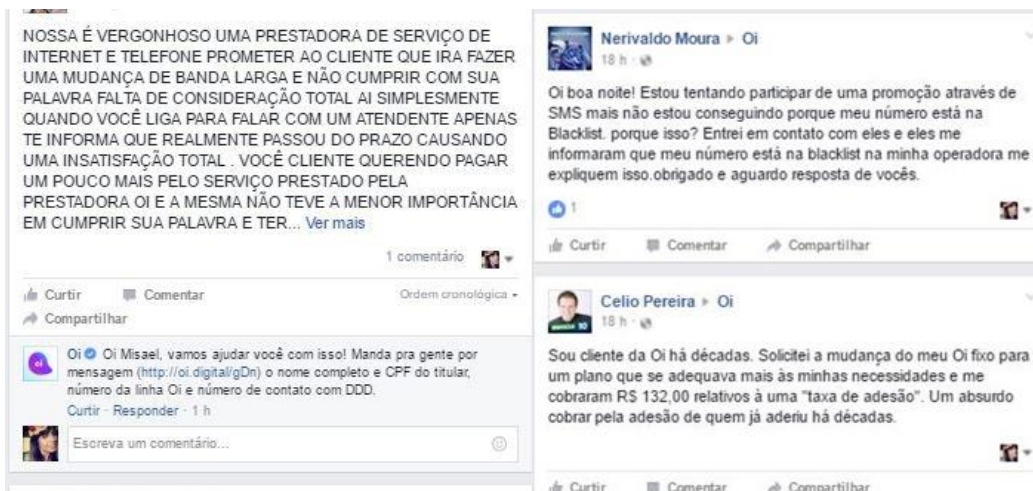 NOSSA É VERGONHOSO UMA PRESTADORA DE SERVIÇO DE
INTERNET E TELEFONE PROMETER AO CLIENTE QUE IRA FAZER
UMA MUDANÇA DE BANDA LARGA E NÃO CUMPRIR COM SUA
PALAVRA FALTA DE CONSIDERAÇÃO TOTAL AI SIMPLESMENTE
QUANDO VOCÊ LIGA PARA FALAR COM UM ATENDENTE APENAS
TE INFORMA QUE REALMENTE PASSOU DO PRAZO CAUSANDO
UMA INSATISFAÇÃO TOTAL . VOCÊ CLIENTE QUERENDO PAGAR
UM POUCO MAIS PELO SERVIÇO PRESTADO PELA
PRESTADORA OI E A MESMA NÃO TEVE A MENOR IMPORTÂNCIA
EM CUMPRIR SUA PALAVRA E TER... Ver mais
1 comentário
Curtir Comentar Ordem cronológica
Compartilhar
oi
Oi Oi Misael, vamos ajudar você com isso! Manda pra gente por
mensagem (http://oi.digital/gDn) o nome completo e CPF do titular,
número da linha Oi e número de contato com DDD.
Curtir · Responder · 1 h
Escreva um comentário...
Nerivaldo Moura ▸ Oi
18 h ·
Oi boa noite! Estou tentando participar de uma promoção através de
SMS mais não estou conseguindo porque meu número está na
Blacklist. porque isso? Entrei em contato com eles e eles me
informaram que meu número está na blacklist na minha operadora me
expliquem isso.obrigado e aguardo resposta de vocês.
1
Curtir Comentar Compartilhar
Celio Pereira ▸ Oi
18 h ·
Sou cliente da Oi há décadas. Solicitei a mudança do meu Oi fixo para
um plano que se adequava mais às minhas necessidades e me
cobraram R$ 132,00 relativos à uma "taxa de adesão". Um absurdo
cobrar pela adesão de quem já aderiu há décadas.
Curtir Comentar Compartilhar